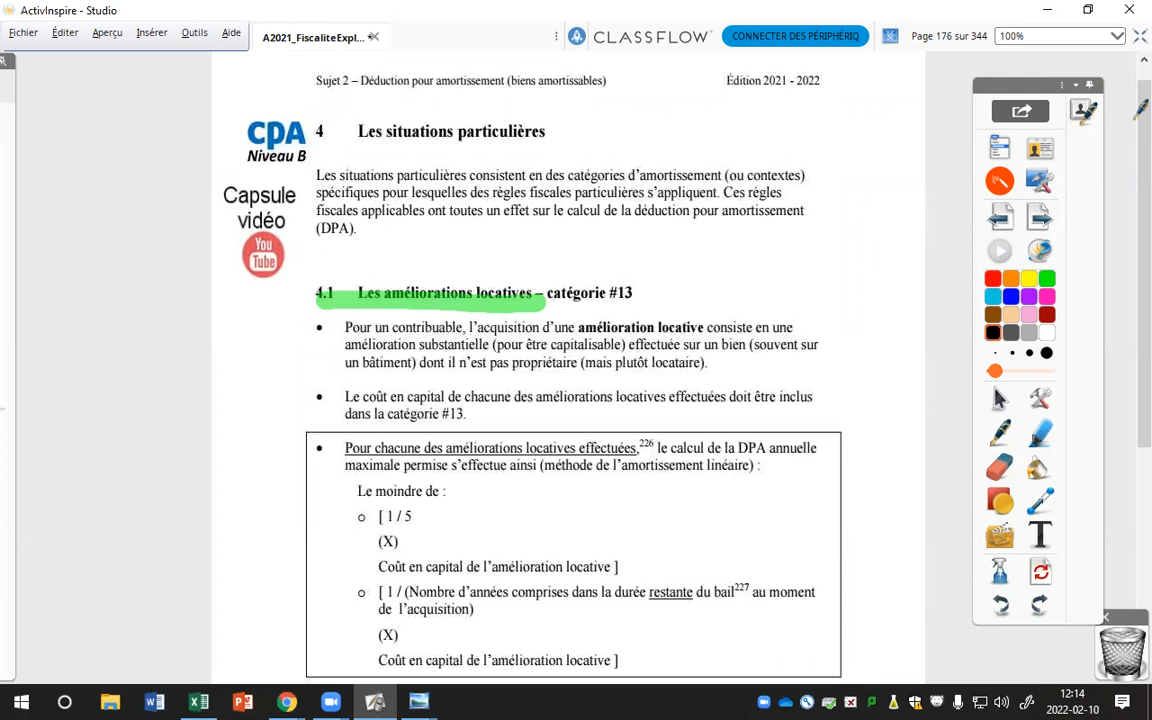 ActivInspire - Studio
Fichier Éditer Aperçu Insérer Outils Aide
A2021_FiscaliteExpl...
CLASSFLOW™
CONNECTER DES PÉRIPHÉRIQ
Page 176 sur 344
100%
Sujet 2 – Déduction pour amortissement (biens amortissables) Édition 2021 - 2022
CPA
Niveau B
4 Les situations particulières
Les situations particulières consistent en des catégories d’amortissement (ou contextes)
spécifiques pour lesquelles des règles fiscales particulières s’appliquent. Ces règles
fiscales applicables ont toutes un effet sur le calcul de la déduction pour amortissement
(DPA).
Capsule
vidéo
You
Tube
4.1 Les améliorations locatives – catégorie #13
• Pour un contribuable, l’acquisition d’une amélioration locative consiste en une
amélioration substantielle (pour être capitalisable) effectuée sur un bien (souvent sur
un bâtiment) dont il n’est pas propriétaire (mais plutôt locataire).
• Le coût en capital de chacune des améliorations locatives effectuées doit être inclus
dans la catégorie #13.
• Pour chacune des améliorations locatives effectuées,226 le calcul de la DPA annuelle
maximale permise s’effectue ainsi (méthode de l’amortissement linéaire) :
Le moindre de :
o [ 1 / 5
(X)
Coût en capital de l’amélioration locative ]
o [ 1 / (Nombre d’années comprises dans la durée restante du bail227 au moment
de l’acquisition)
(X)
Coût en capital de l’amélioration locative ]
12:14
2022-02-10